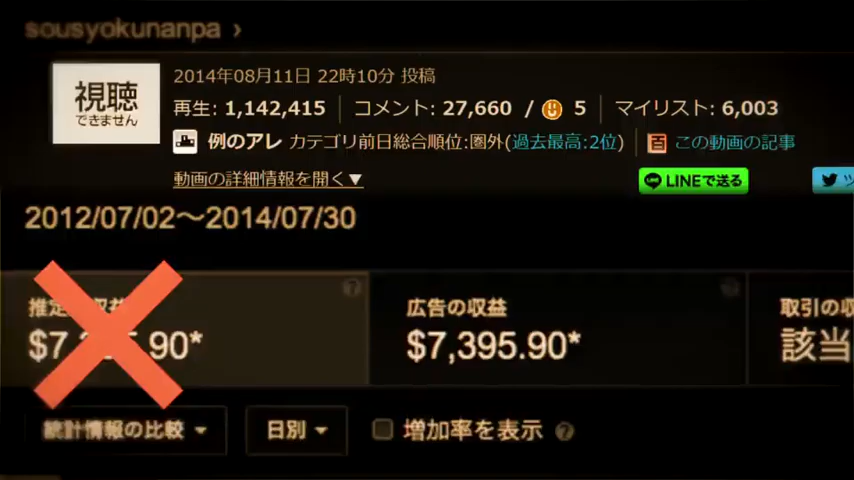 sousyokunanpa ›
視聴
できません
2014年08月11日 22時10分 投稿
再生: 1,142,415 コメント: 27,660 / 5 マイリスト: 6,003
例のアレ カテゴリ前日総合順位:圏外(過去最高:2位) 百 この動画の記事
動画の詳細情報を開く▼ LINE LINEで送る ツ
2012/07/02～2014/07/30
広告の収益 ? 取引の収
$7,395.90* 該当
統計情報の比較 日別 増加率を表示 ?